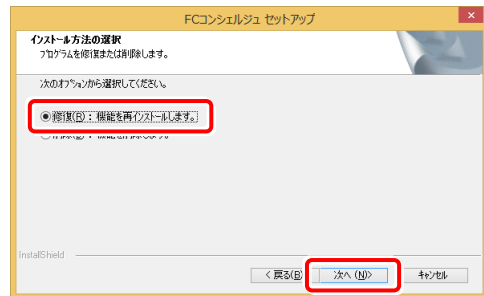 FCコンシェルジュ セットアップ
インストール方法の選択
プログラムを修復または削除します。
次のオプションから選択してください。
修復(R)： 機能を再インストールします。
InstallShield
< 戻る(B)
次へ (N)>
キャンセル